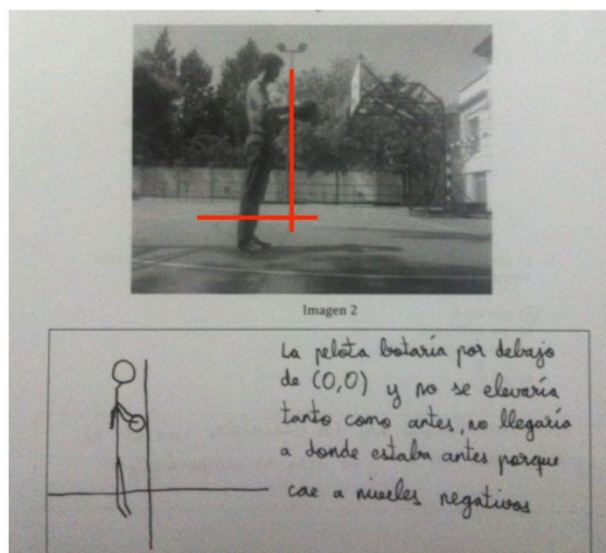 Imagen 2
La pelota botaría por debajo
de (0,0) y no se elevaría
tanto como antes, no llegaría
a donde estaba antes porque
cae a niveles negativos